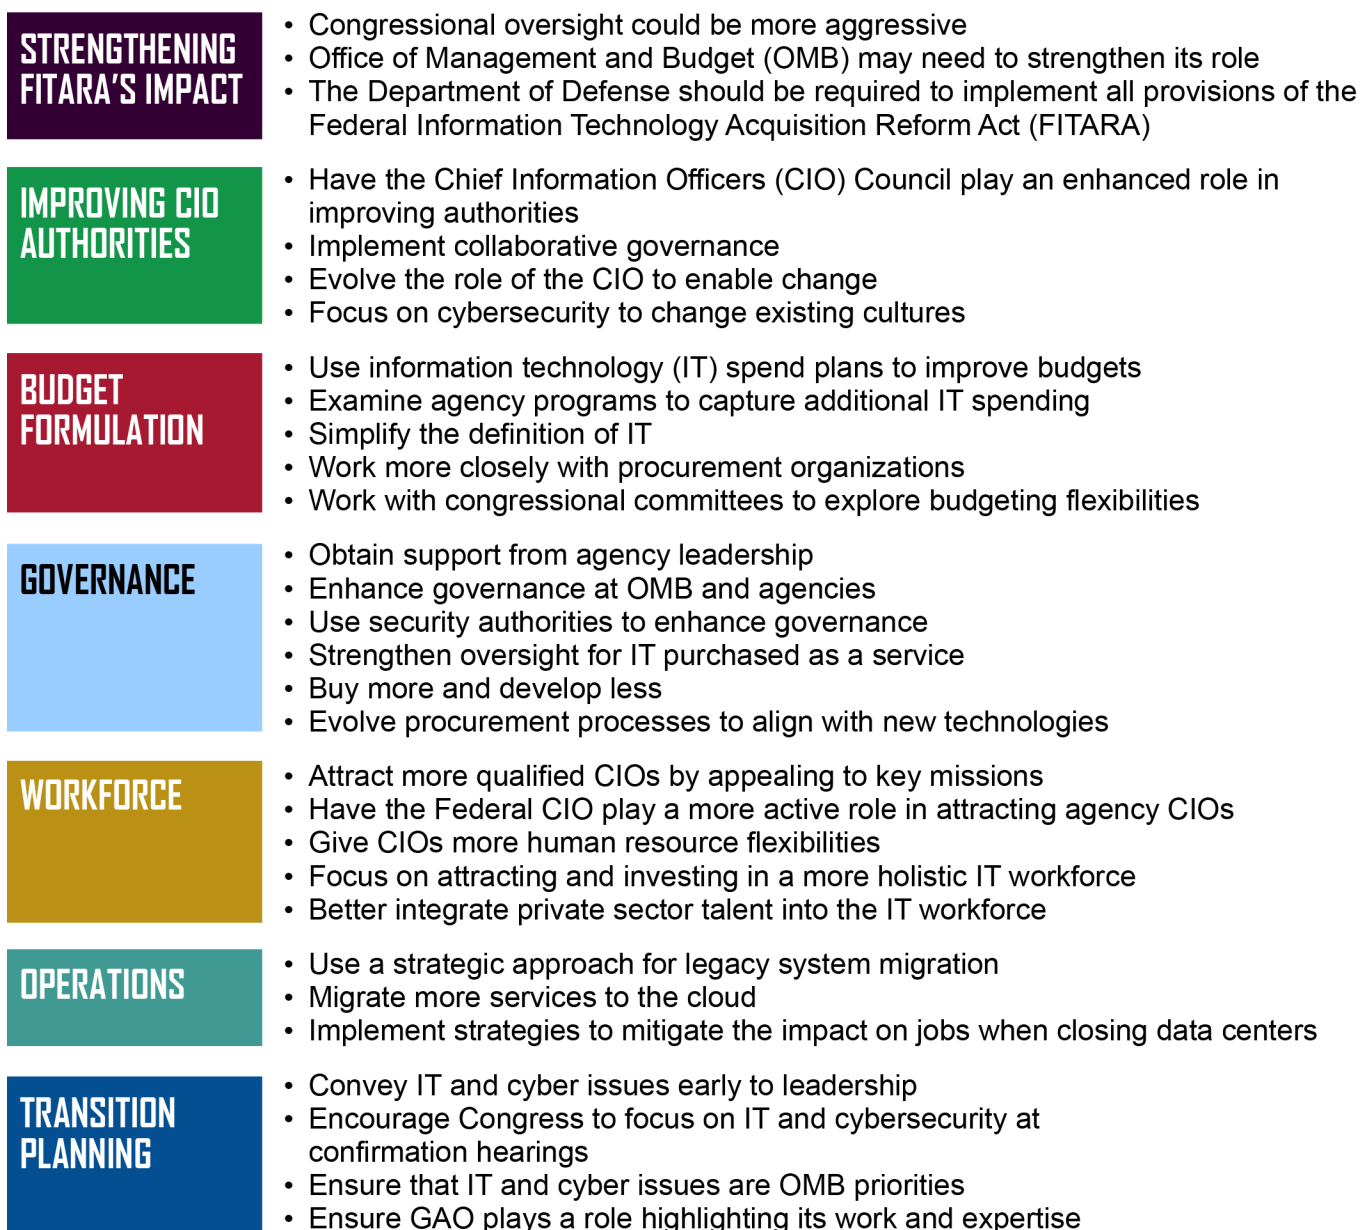 STRENGTHENING
FITARA'S IMPACT
• Congressional oversight could be more aggressive
• Office of Management and Budget (OMB) may need to strengthen its role
• The Department of Defense should be required to implement all provisions of the
Federal Information Technology Acquisition Reform Act (FITARA)
IMPROVING CIO
AUTHORITIES
• Have the Chief Information Officers (CIO) Council play an enhanced role in
improving authorities
• Implement collaborative governance
• Evolve the role of the CIO to enable change
• Focus on cybersecurity to change existing cultures
BUDGET
FORMULATION
• Use information technology (IT) spend plans to improve budgets
• Examine agency programs to capture additional IT spending
• Simplify the definition of IT
• Work more closely with procurement organizations
• Work with congressional committees to explore budgeting flexibilities
GOVERNANCE
• Obtain support from agency leadership
• Enhance governance at OMB and agencies
• Use security authorities to enhance governance
• Strengthen oversight for IT purchased as a service
• Buy more and develop less
• Evolve procurement processes to align with new technologies
WORKFORCE
• Attract more qualified CIOs by appealing to key missions
• Have the Federal CIO play a more active role in attracting agency CIOs
• Give CIOs more human resource flexibilities
• Focus on attracting and investing in a more holistic IT workforce
• Better integrate private sector talent into the IT workforce
OPERATIONS
• Use a strategic approach for legacy system migration
• Migrate more services to the cloud
• Implement strategies to mitigate the impact on jobs when closing data centers
TRANSITION
PLANNING
• Convey IT and cyber issues early to leadership
• Encourage Congress to focus on IT and cybersecurity at
confirmation hearings
• Ensure that IT and cyber issues are OMB priorities
• Ensure GAO plays a role highlighting its work and expertise